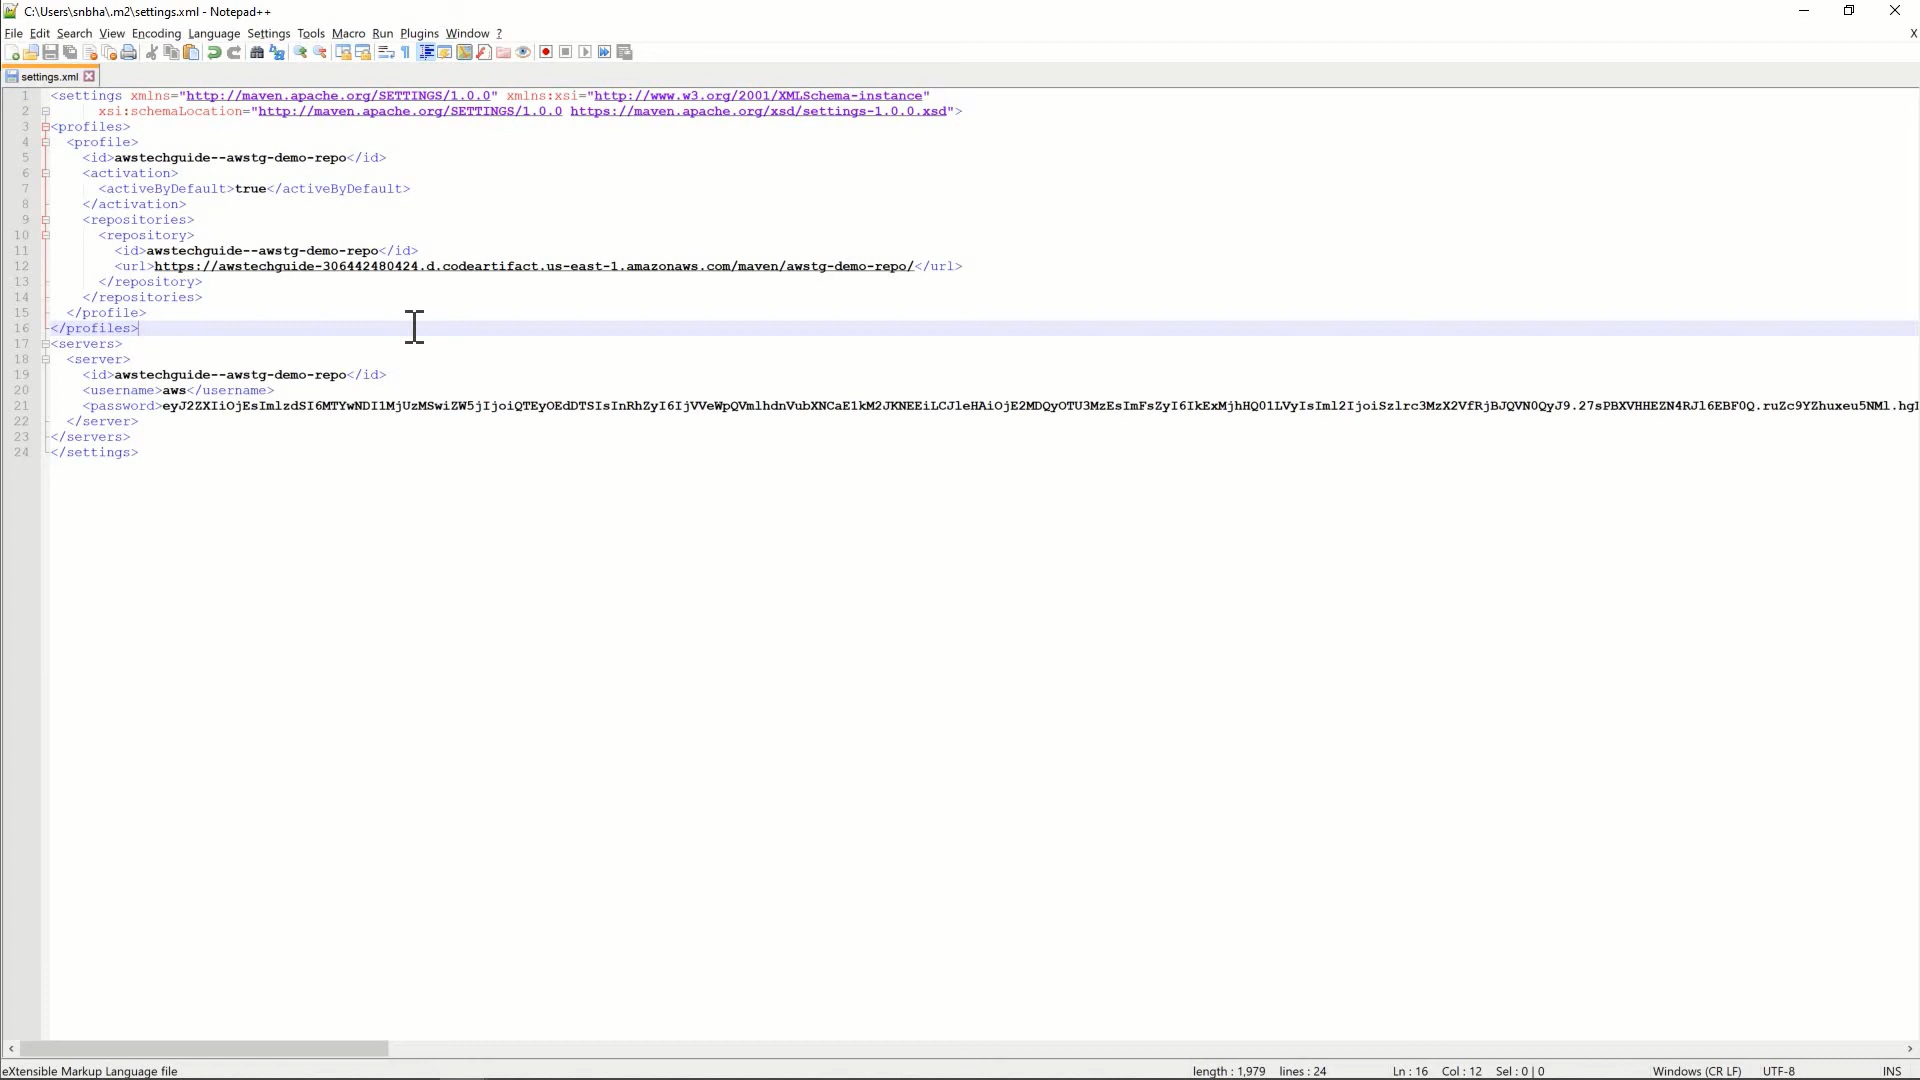 C:\Users\snbha\.m2\settings.xml - Notepad++
File Edit Search View Encoding Language Settings Tools Macro Run Plugins Window ?
X
settings.xml
1 <settings xmlns="http://maven.apache.org/SETTINGS/1.0.0" xmlns:xsi="http://www.w3.org/2001/XMLSchema-instance"
2 xsi:schemaLocation="http://maven.apache.org/SETTINGS/1.0.0 https://maven.apache.org/xsd/settings-1.0.0.xsd">
3 <profiles>
4 <profile>
5 <id>awstechguide--awstg-demo-repo</id>
6 <activation>
7 <activeByDefault>true</activeByDefault>
8 </activation>
9 <repositories>
10 <repository>
11 <id>awstechguide--awstg-demo-repo</id>
12 <url>https://awstechguide-306442480424.d.codeartifact.us-east-1.amazonaws.com/maven/awstg-demo-repo/</url>
13 </repository>
14 </repositories>
15 </profile>
16 </profiles>
17 <servers>
18 <server>
19 <id>awstechguide--awstg-demo-repo</id>
20 <username>aws</username>
21 <password>
22 </server>
23 </servers>
24 </settings>
eXtensible Markup Language file length : 1,979 lines : 24 Ln : 16 Col : 12 Sel : 0 | 0 Windows (CR LF) UTF-8 INS